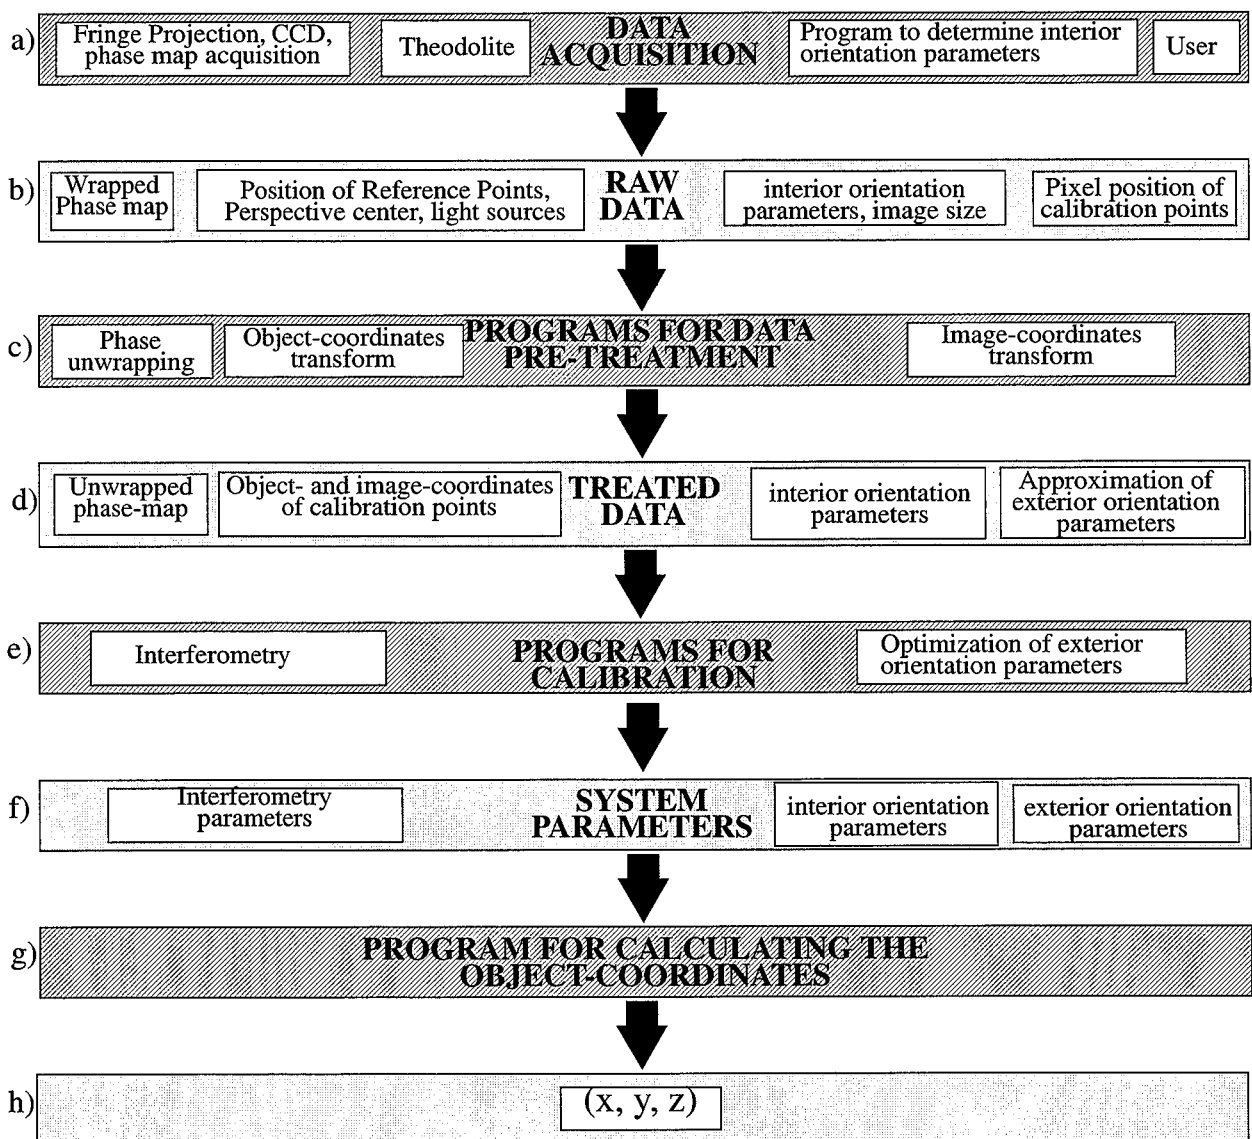 a)
Fringe Projection, CCD,
phase map acquisition
Theodolite
DATA
ACQUISITION
Program to determine interior
orientation parameters
User
b)
Wrapped
Phase map
Position of Reference Points,
Perspective center, light sources
RAW
DATA
interior orientation
parameters, image size
Pixel position of
calibration points
c)
Phase
unwrapping
Object-coordinates
transform
PROGRAMS FOR DATA
PRE-TREATMENT
Image-coordinates
transform
d)
Unwrapped
phase-map
Object- and image-coordinates
of calibration points
TREATED
DATA
interior orientation
parameters
Approximation of
exterior orientation
parameters
e)
Interferometry
PROGRAMS FOR
CALIBRATION
Optimization of exterior
orientation parameters
f)
Interferometry
parameters
SYSTEM
PARAMETERS
interior orientation
parameters
exterior orientation
parameters
g)
PROGRAM FOR CALCULATING THE
OBJECT-COORDINATES
h)
(x, y, z)